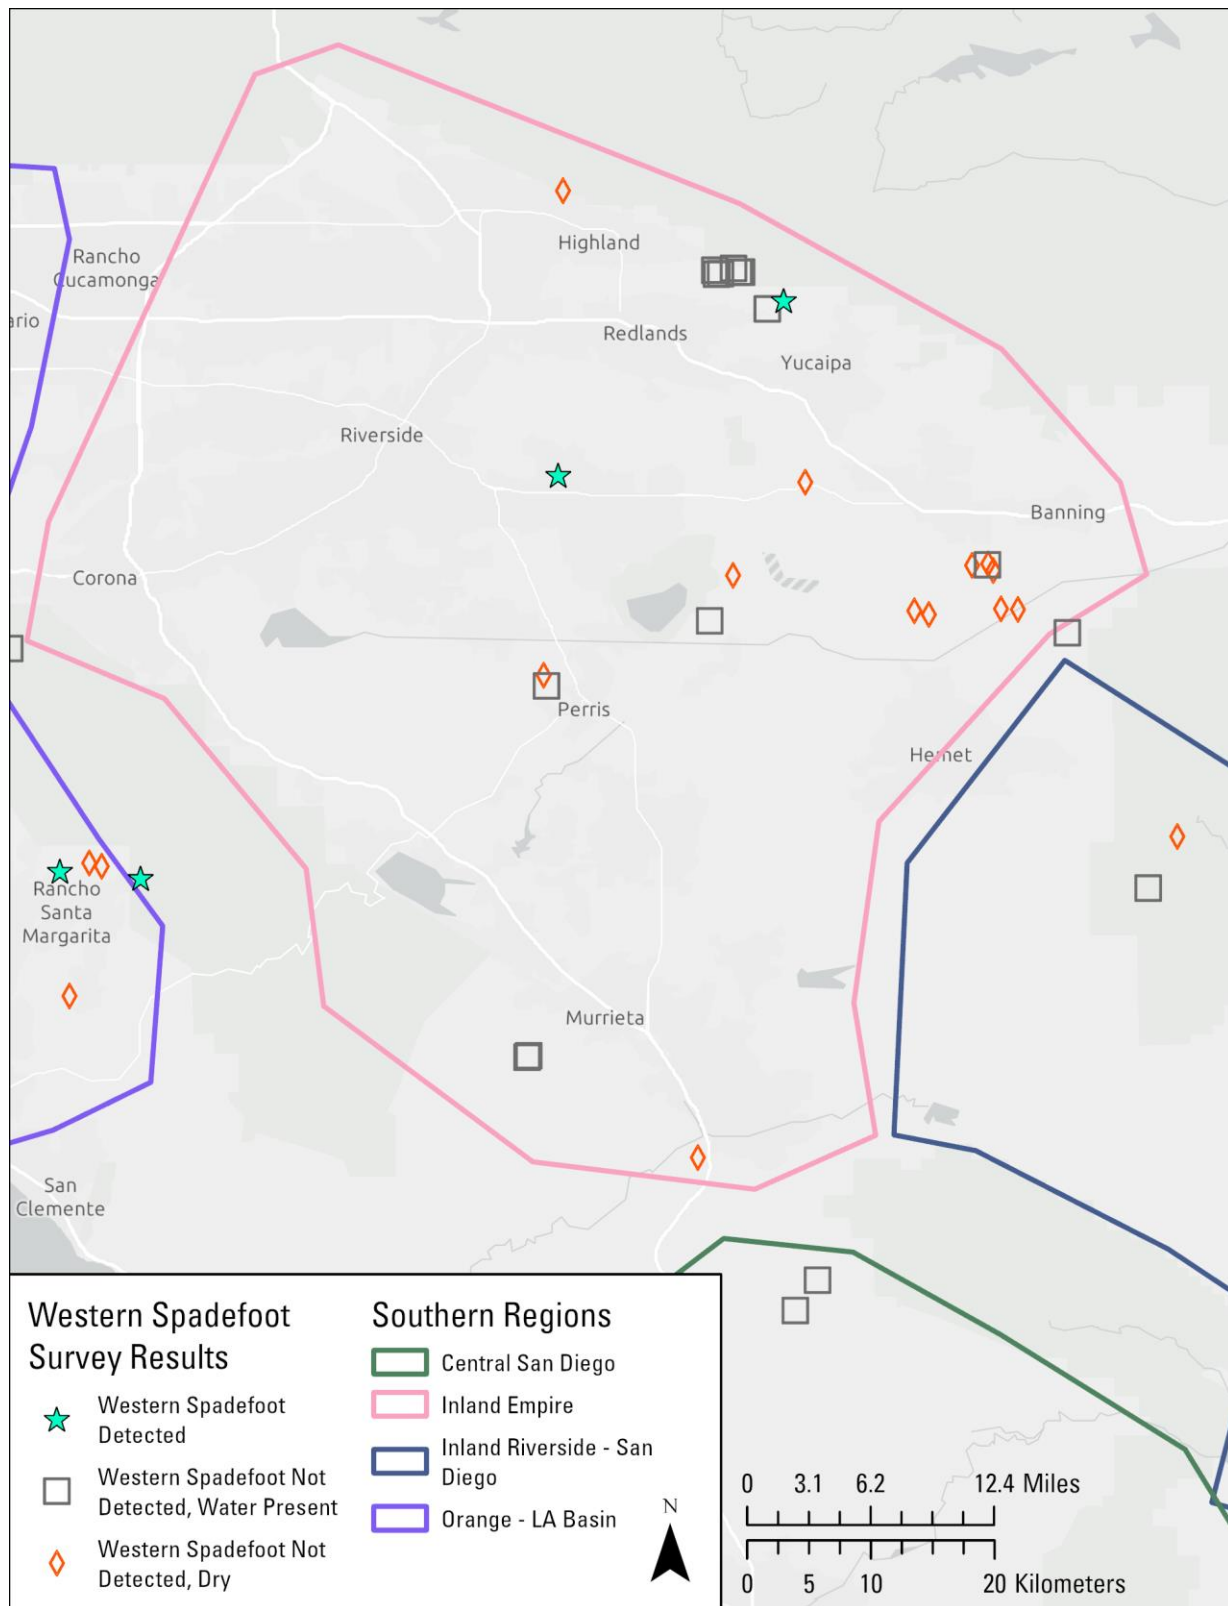 Highland
Rancho
Cucamonga
ario
Redlands
Yucaipa
Riverside
Banning
Corona
Perris
Hemet
Rancho
Santa
Margarita
Murrieta
San
Clemente
Western Spadefoot
Survey Results
Western Spadefoot
Detected
Western Spadefoot Not
Detected, Water Present
Western Spadefoot Not
Detected, Dry
Southern Regions
Central San Diego
Inland Empire
Inland Riverside - San
Diego
Orange - LA Basin
N
0 3.1 6.2 12.4 Miles
0 5 10 20 Kilometers